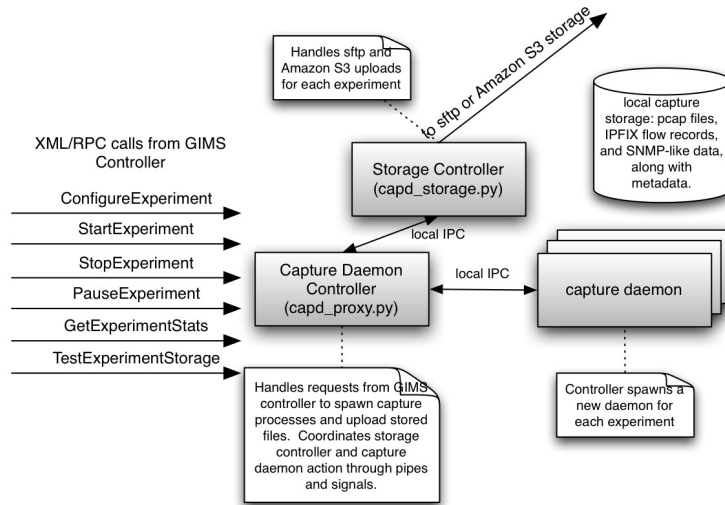 Handles sftp and
Amazon S3 uploads
for each experiment
to sftp or Amazon S3 storage
local capture
storage: pcap files,
IPFIX flow records,
and SNMP-like data,
along with
metadata.
XML/RPC calls from GIMS
Controller
Storage Controller
(capd_storage.py)
ConfigureExperiment
StartExperiment
StopExperiment
PauseExperiment
GetExperimentStats
TestExperimentStorage
local IPC
Capture Daemon
Controller
(capd_proxy.py)
local IPC
capture daemon
Handles requests from GIMS
controller to spawn capture
processes and upload stored
files. Coordinates storage
controller and capture
daemon action through pipes
and signals.
Controller spawns a
new daemon for
each experiment